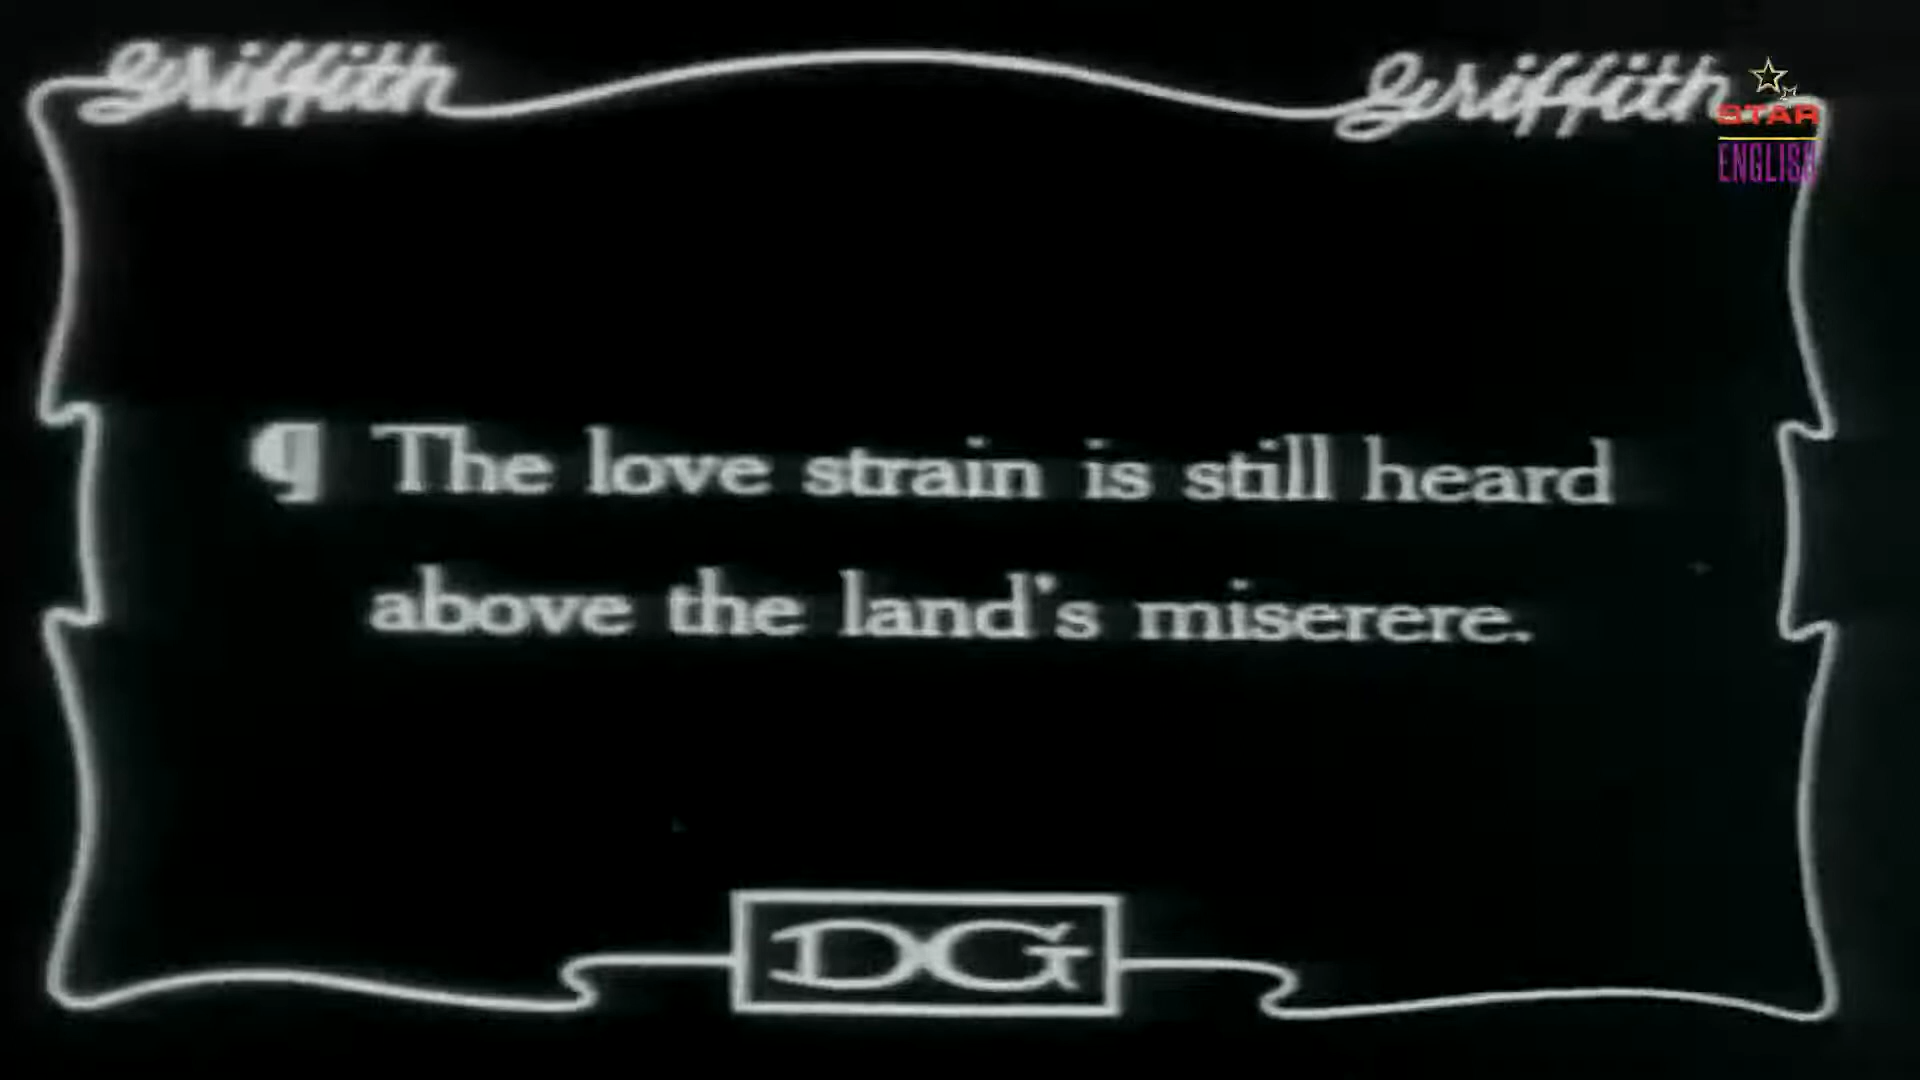 Griffith Griffith
STAR
ENGLISH
¶ The love strain is still heard
above the land's miserere.
DG